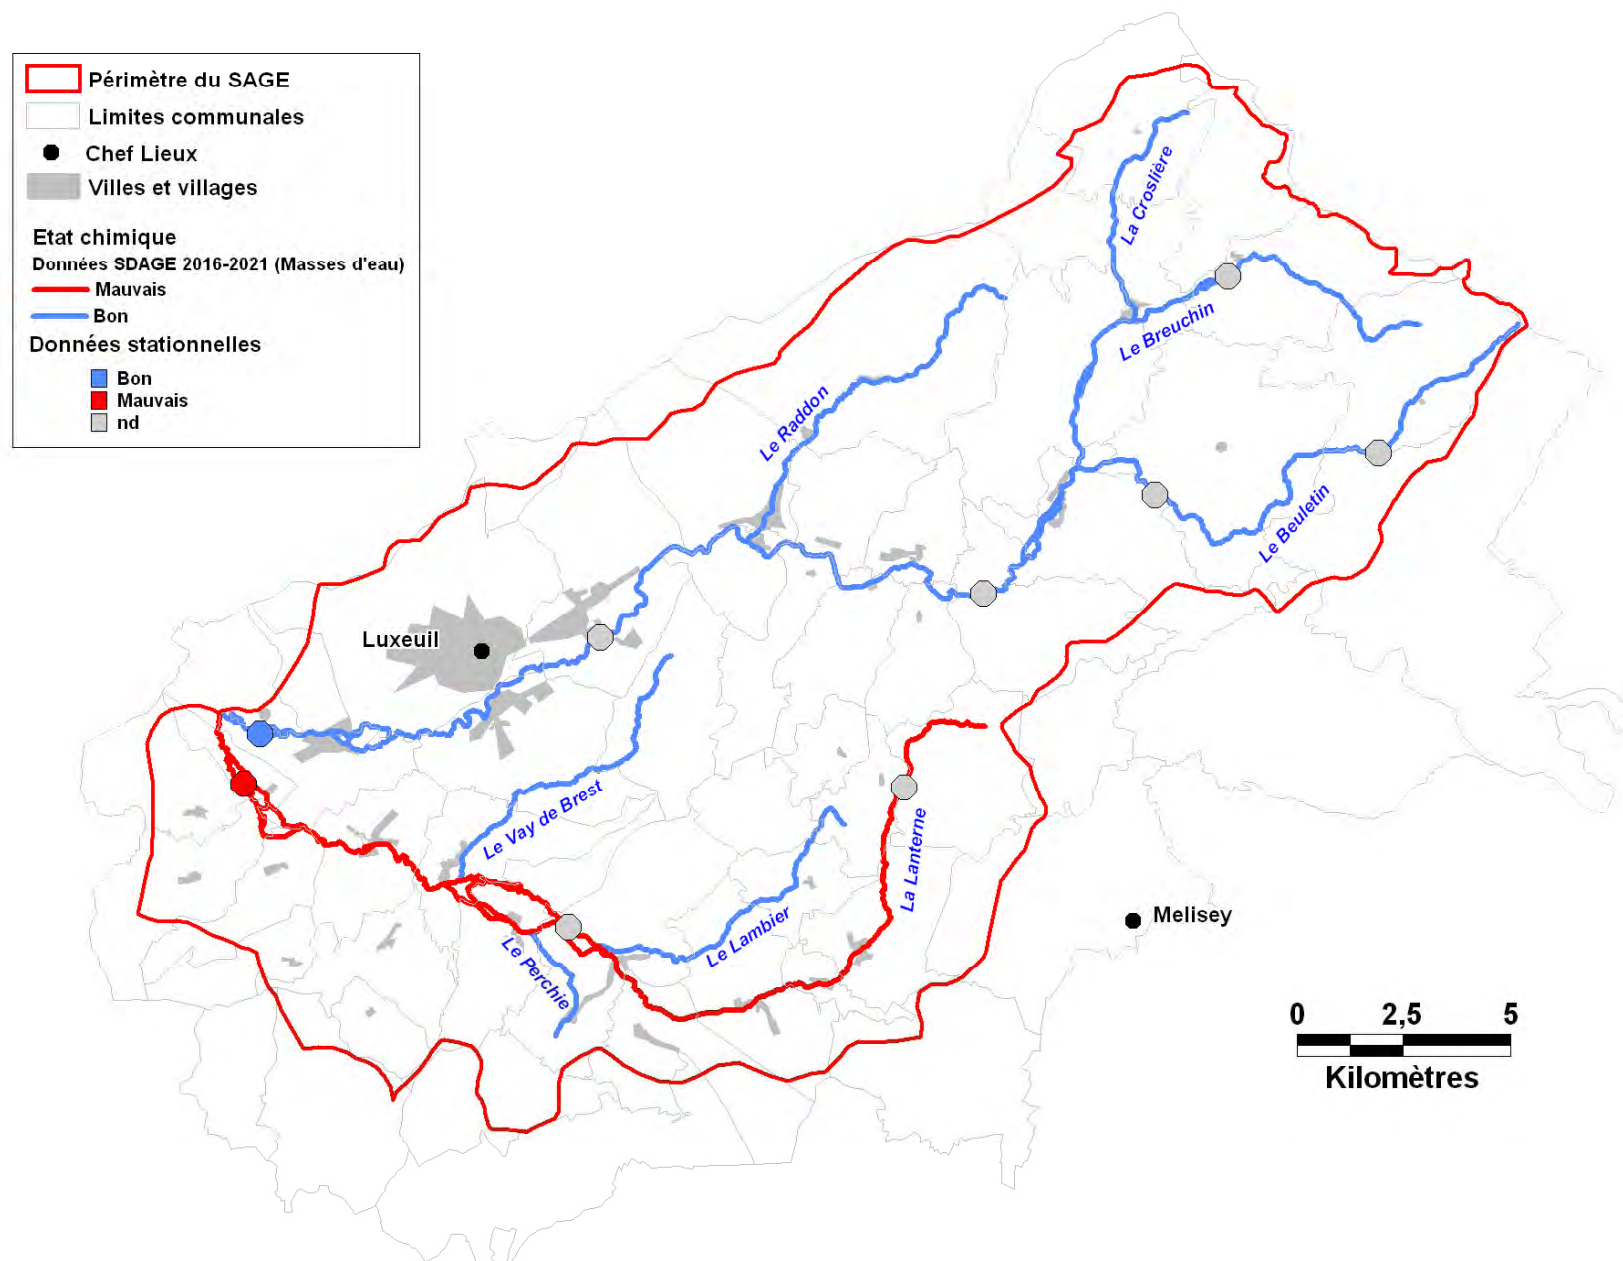 Périmètre du SAGE
Limites communales
Chef Lieux
Villes et villages
Etat chimique
Données SDAGE 2016-2021 (Masses d'eau)
Mauvais
Bon
Données stationnelles
Bon
Mauvais
nd
La Croslière
Le Breuchin
Le Raddon
Le Beuletin
Luxeuil
Le Vay de Brest
La Lanterne
Le Lambier
Le Perchie
Melisey
0 2,5 5
Kilomètres